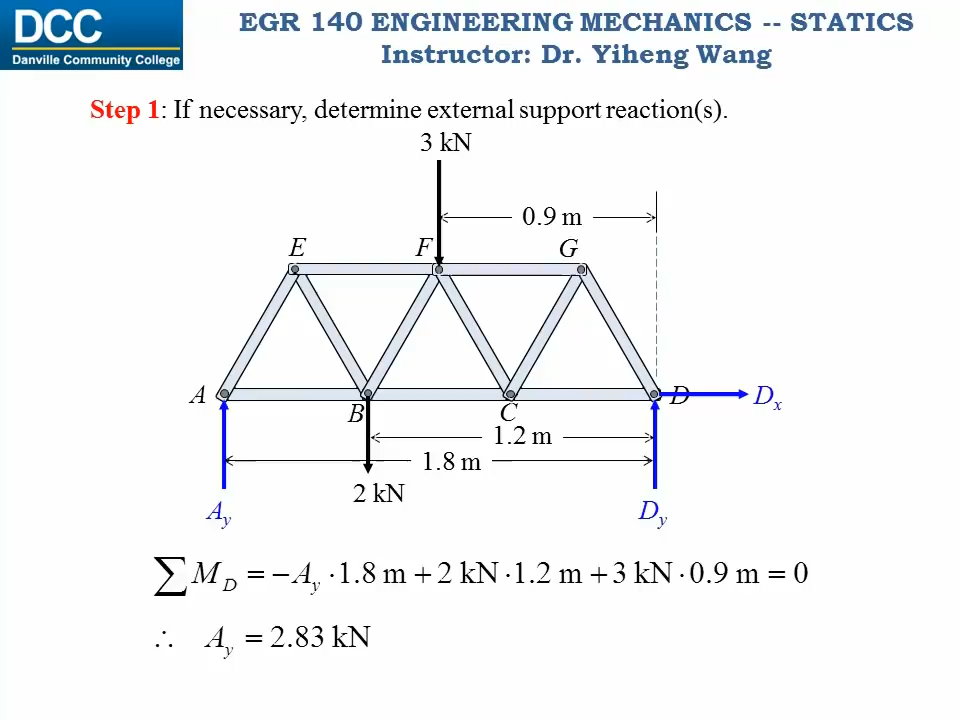 DCC
Danville Community College
EGR 140 ENGINEERING MECHANICS -- STATICS
Instructor: Dr. Yiheng Wang
Step 1: If necessary, determine external support reaction(s).
3 kN
0.9 m
E F G
A B C D Dx
1.2 m
1.8 m
2 kN
Ay Dy
∑ M_D = −A_y · 1.8 m + 2 kN · 1.2 m + 3 kN · 0.9 m = 0
∴ A_y = 2.83 kN